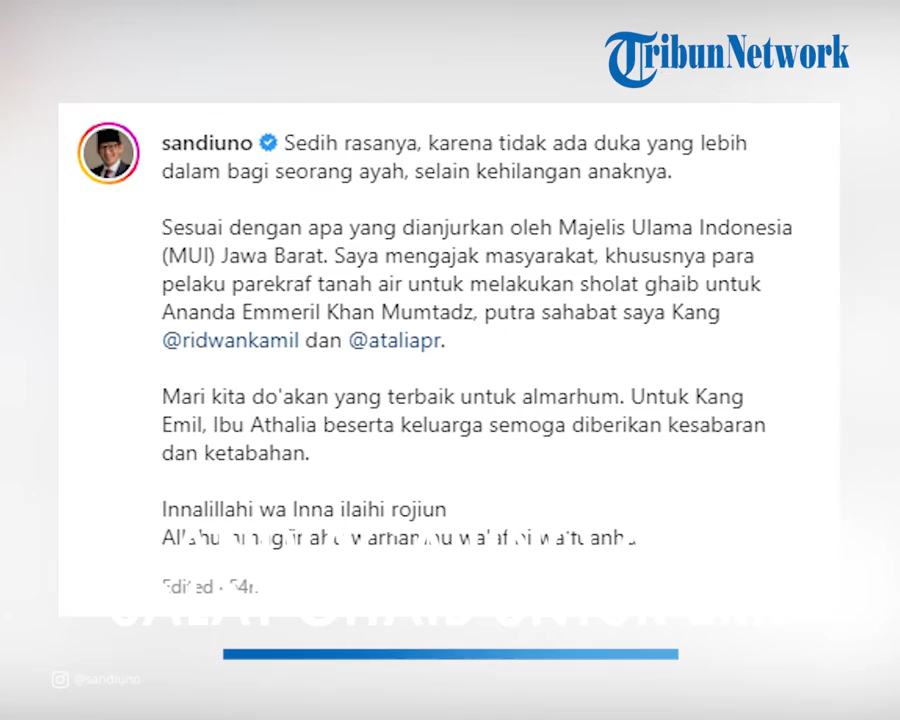 TribunNetwork
sandiuno Sedih rasanya, karena tidak ada duka yang lebih
dalam bagi seorang ayah, selain kehilangan anaknya.
Sesuai dengan apa yang dianjurkan oleh Majelis Ulama Indonesia
(MUI) Jawa Barat. Saya mengajak masyarakat, khususnya para
pelaku parekraf tanah air untuk melakukan sholat ghaib untuk
Ananda Emmeril Khan Mumtadz, putra sahabat saya Kang
@ridwankamil dan @ataliapr.
Mari kita do'akan yang terbaik untuk almarhum. Untuk Kang
Emil, Ibu Athalia beserta keluarga semoga diberikan kesabaran
dan ketabahan.
Innalillahi wa Inna ilaihi rojiun
Edited
@sandiuno